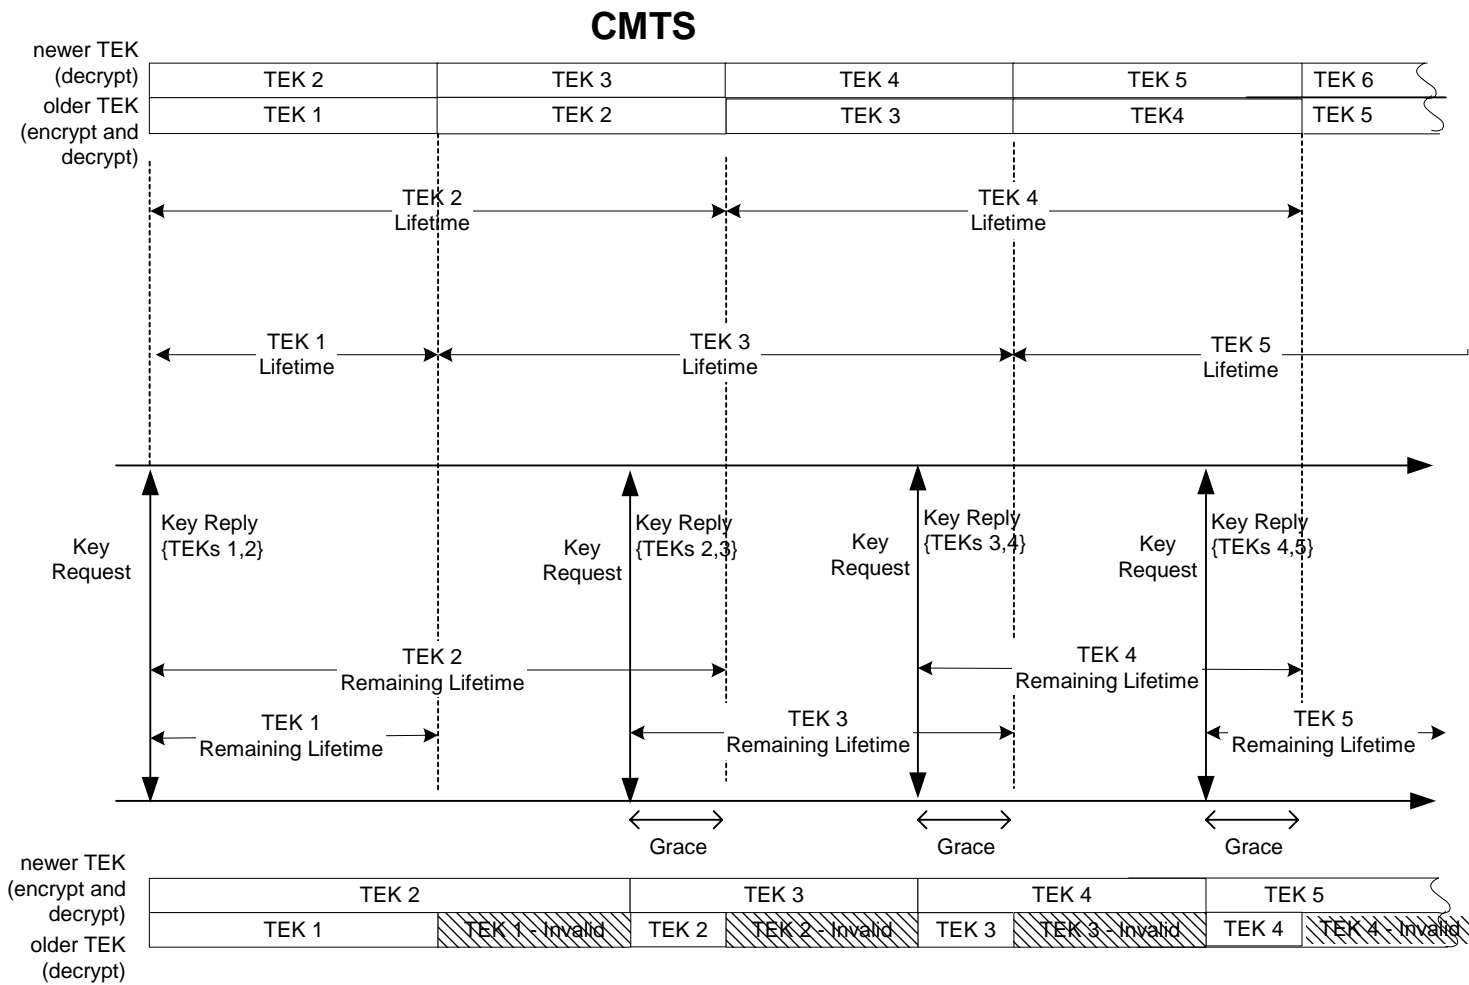 CMTS
newer TEK
(decrypt)
TEK 2
TEK 3
TEK 4
TEK 5
TEK 6
older TEK
(encrypt and
decrypt)
TEK 1
TEK 2
TEK 3
TEK4
TEK 5
TEK 2
Lifetime
TEK 4
Lifetime
TEK 1
Lifetime
TEK 3
Lifetime
TEK 5
Lifetime
Key
Request
Key Reply
{TEKs 1,2}
Key
Request
Key Reply
{TEKs 2,3}
Key
Request
Key Reply
{TEKs 3,4}
Key
Request
Key Reply
{TEKs 4,5}
TEK 2
Remaining Lifetime
TEK 4
Remaining Lifetime
TEK 1
Remaining Lifetime
TEK 3
Remaining Lifetime
TEK 5
Remaining Lifetime
Grace
Grace
Grace
newer TEK
(encrypt and
decrypt)
TEK 2
TEK 3
TEK 4
TEK 5
older TEK
(decrypt)
TEK 1
TEK 1 - Invalid
TEK 2
TEK 2 - Invalid
TEK 3
TEK 3 - Invalid
TEK 4
TEK 4 - Invalid